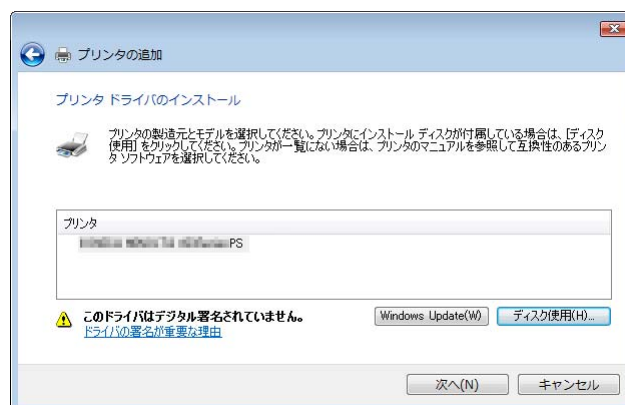 プリンタの追加
プリンタ ドライバのインストール
プリンタの製造元とモデルを選択してください。プリンタにインストール ディスクが付属している場合は、[ディスク
使用] をクリックしてください。プリンタが一覧にない場合は、プリンタのマニュアルを参照して互換性のあるプリン
タ ソフトウェアを選択してください。
プリンタ
PS
このドライバはデジタル署名されていません。
ドライバの署名が重要な理由
Windows Update(W)
ディスク使用(H)...
次へ(N)
キャンセル